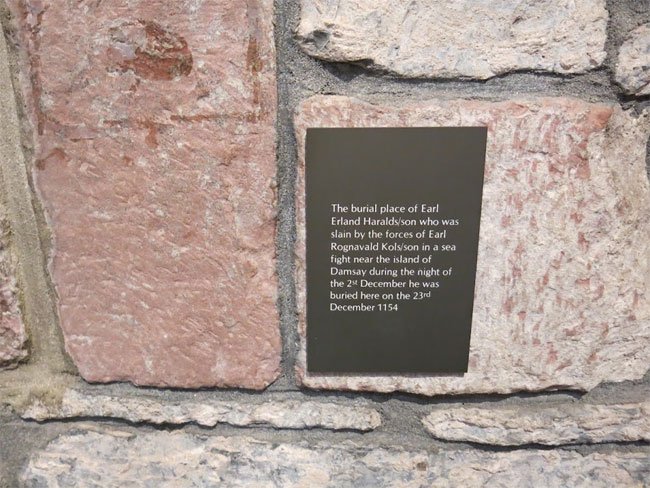 The burial place of Earl
Erland Haralds/son who was
slain by the forces of Earl
Rognavald Kols/son in a sea
fight near the island of
Damsay during the night of
the 2st December he was
buried here on the 23rd
December 1154